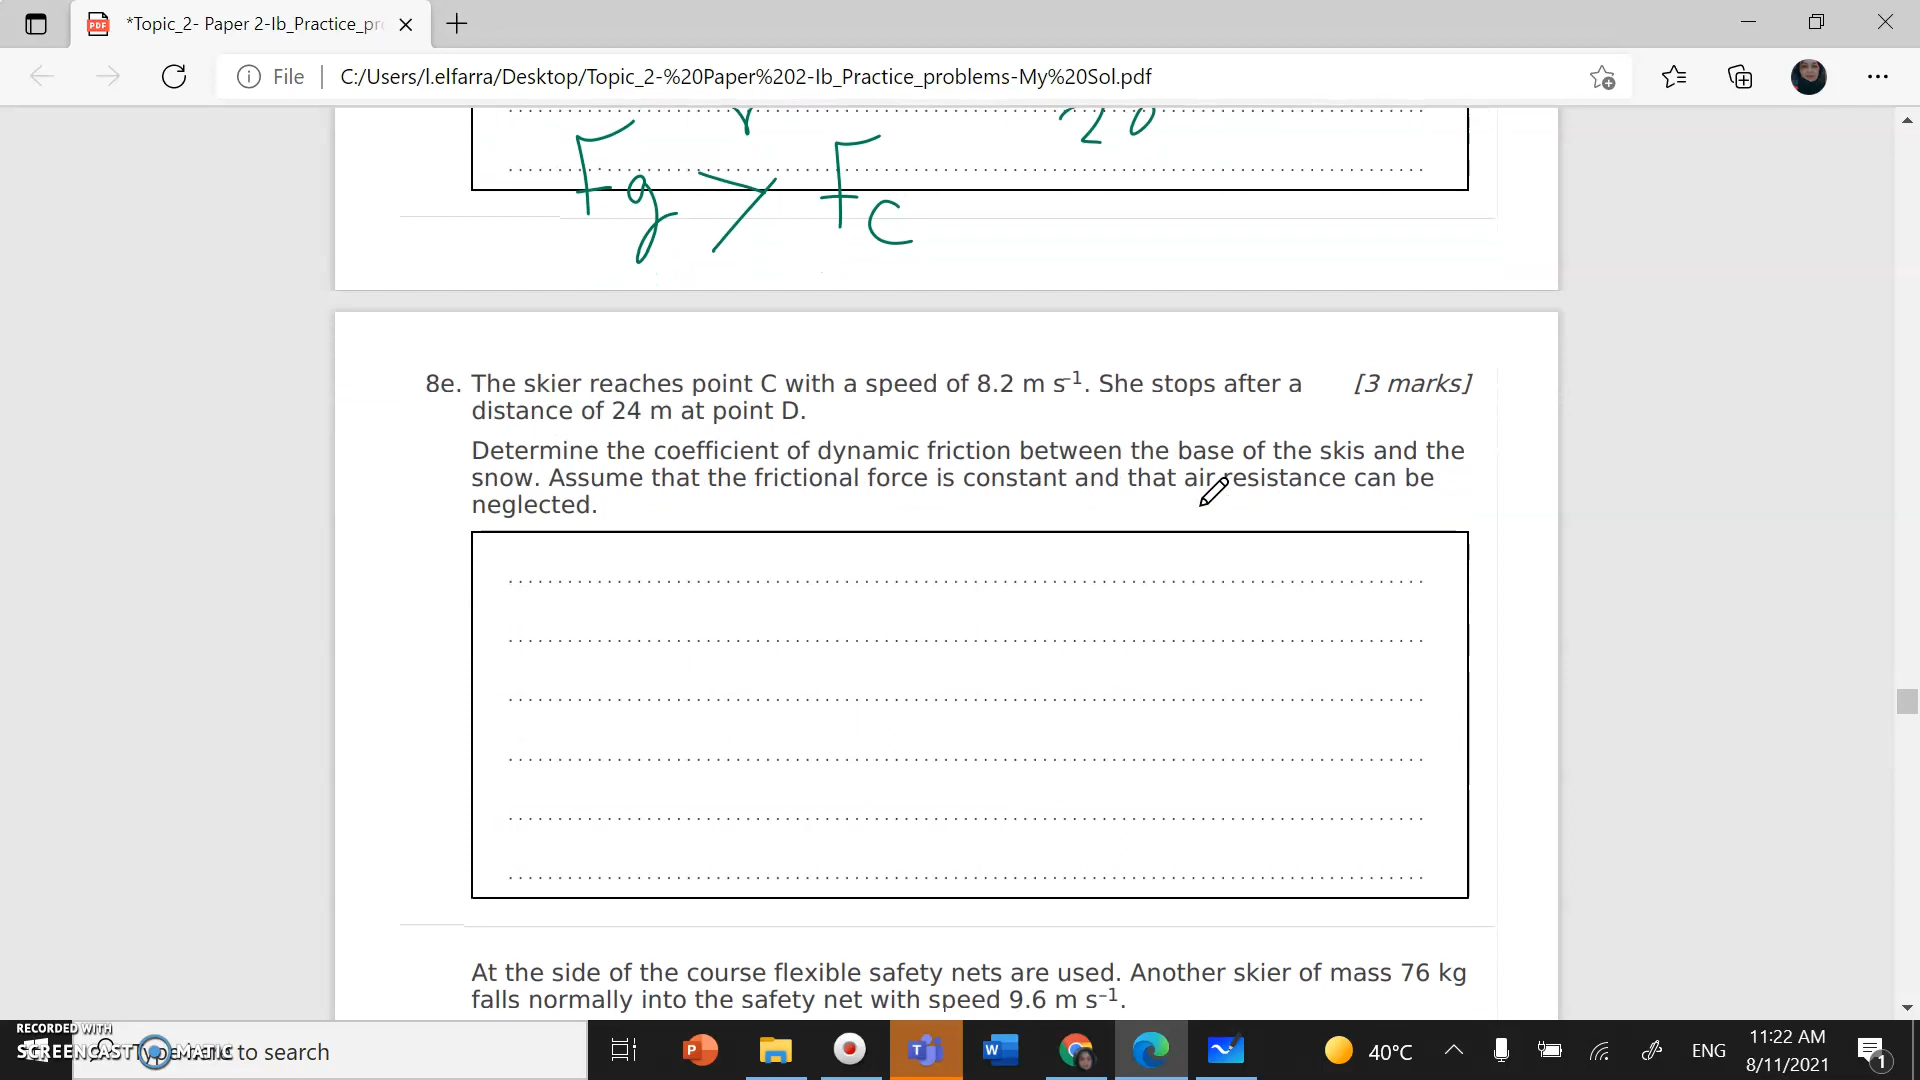 *Topic_2- Paper 2-Ib_Practice_pr
File
C:/Users/l.elfarra/Desktop/Topic_2-%20Paper%202-Ib_Practice_problems-My%20Sol.pdf
20
Fg > Fc
8e. The skier reaches point C with a speed of 8.2 m s⁻¹. She stops after a [3 marks]
distance of 24 m at point D.
Determine the coefficient of dynamic friction between the base of the skis and the
snow. Assume that the frictional force is constant and that air resistance can be
neglected.
At the side of the course flexible safety nets are used. Another skier of mass 76 kg
falls normally into the safety net with speed 9.6 m s⁻¹.
RECORDED WITH
SCREENCAST MATIC
to search
40°C
ENG
11:22 AM
8/11/2021
1